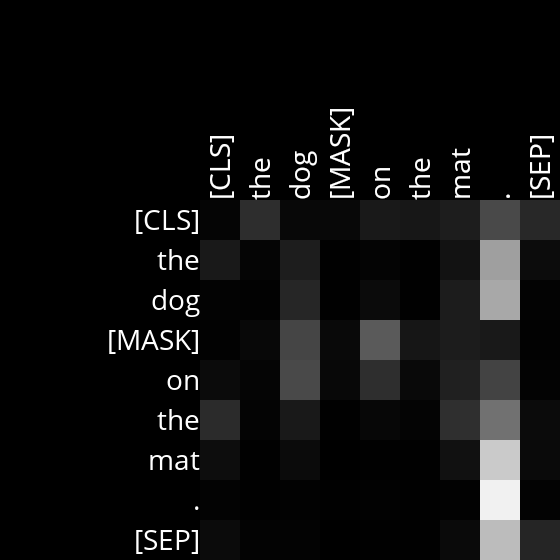 [CLS] the dog [MASK] on the mat . [SEP]
[CLS]
the
dog
[MASK]
on
the
mat
.
[SEP]